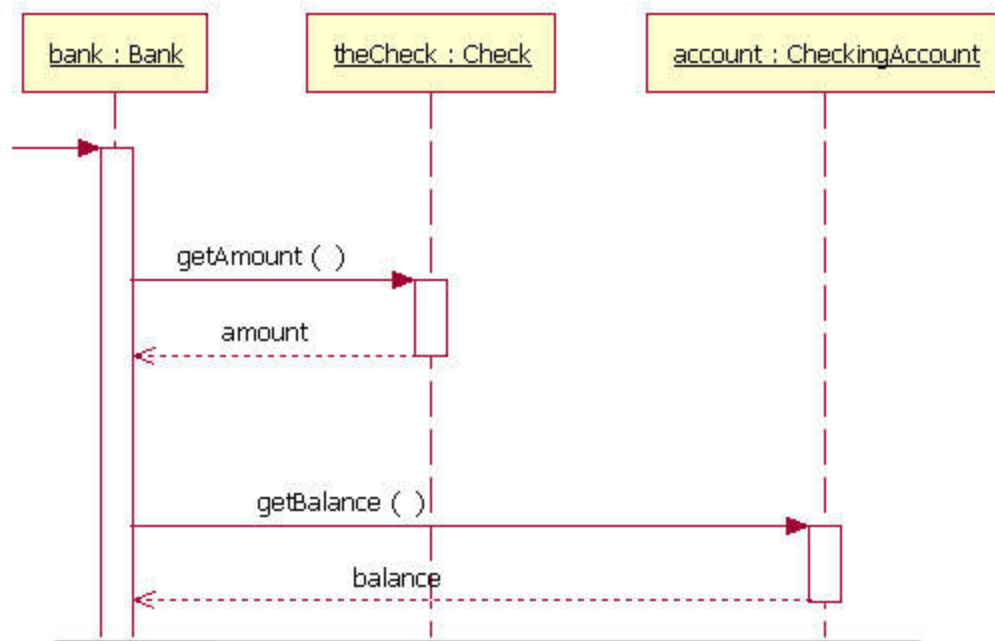 bank : Bank
theCheck : Check
account : CheckingAccount
getAmount ( )
amount
getBalance ( )
balance